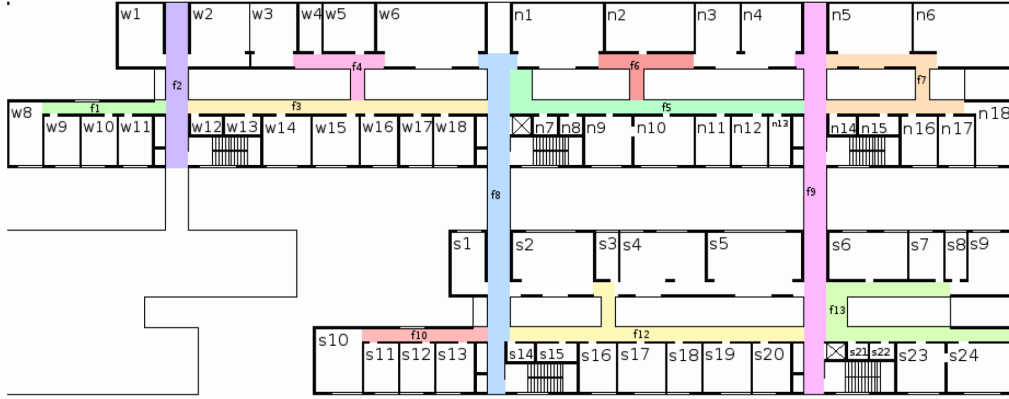 w1 w2 w3 w4 w5 w6 n1 n2 n3 n4 n5 n6
f4 f6
f2 f7
w8 f1 f3 f5 n18
w9 w10 w11 w12 w13 w14 w15 w16 w17 w18 n7 n8 n9 n10 n11 n12 n13 n14 n15 n16 n17
f8 f9
s1 s2 s3 s4 s5 s6 s7 s8 s9
f13
s10 f10 f12
s11 s12 s13 s14 s15 s16 s17 s18 s19 s20 s21 s22 s23 s24